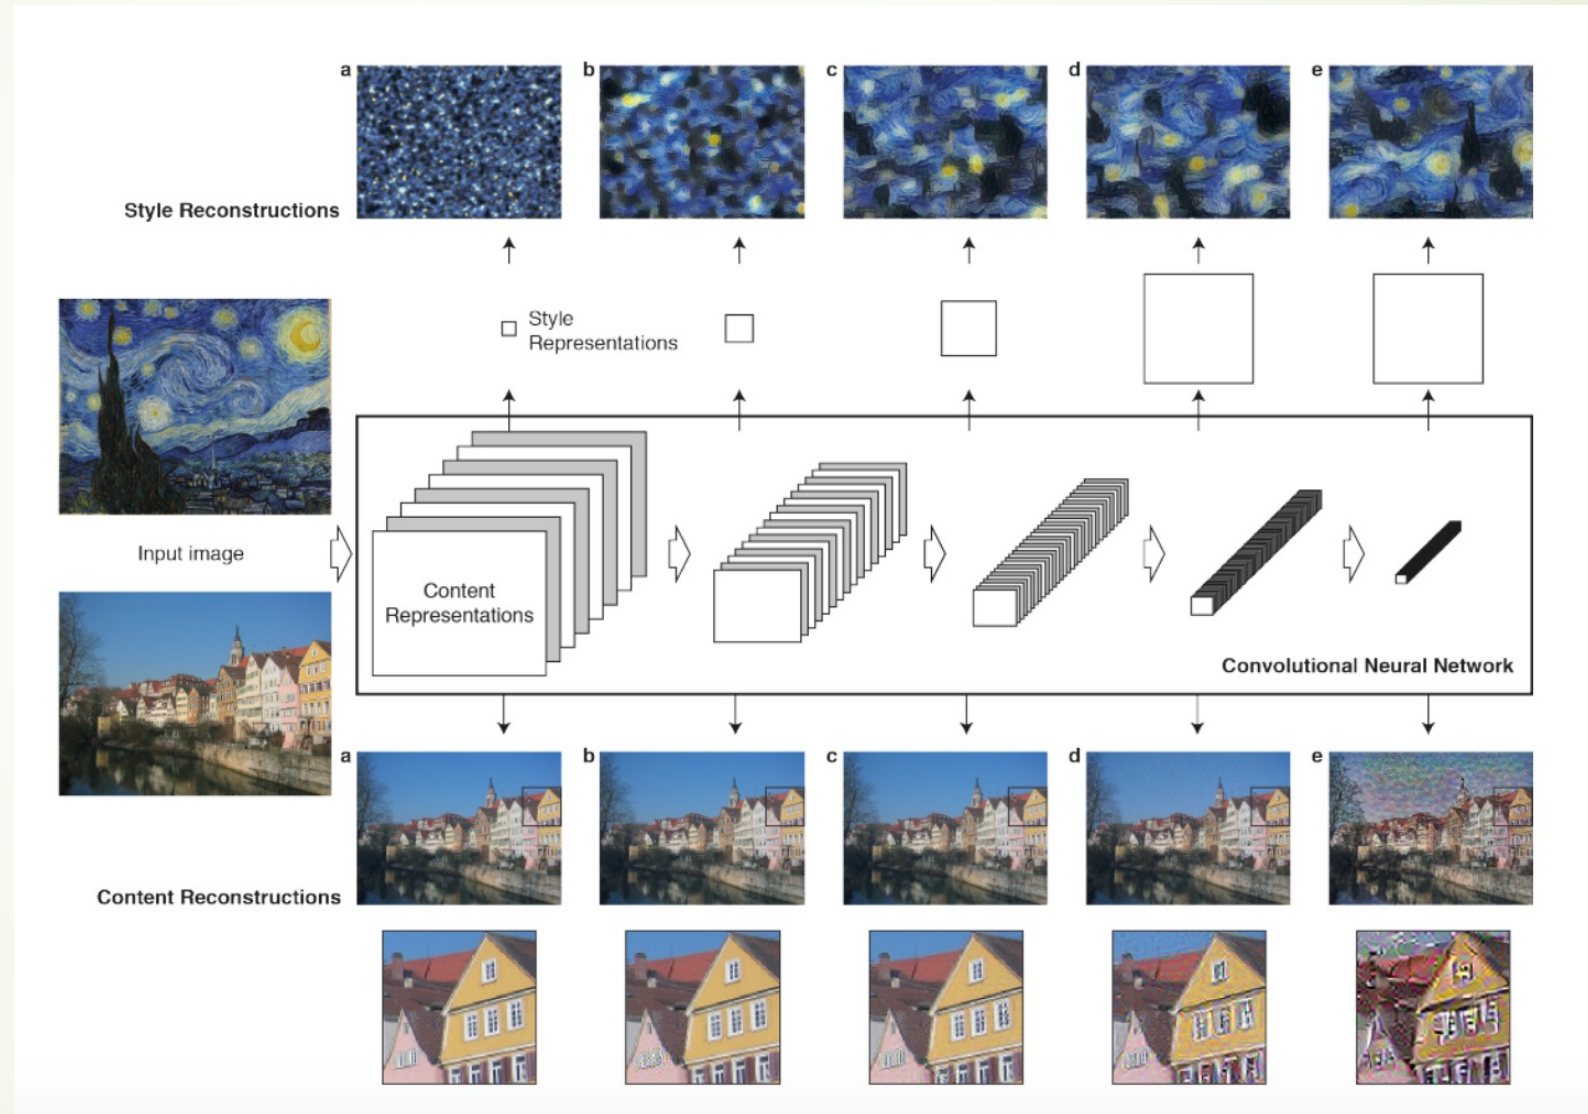 a
b
c
d
e
Style Reconstructions
Style
Representations
Input image
Content
Representations
Convolutional Neural Network
a
b
c
d
e
Content Reconstructions